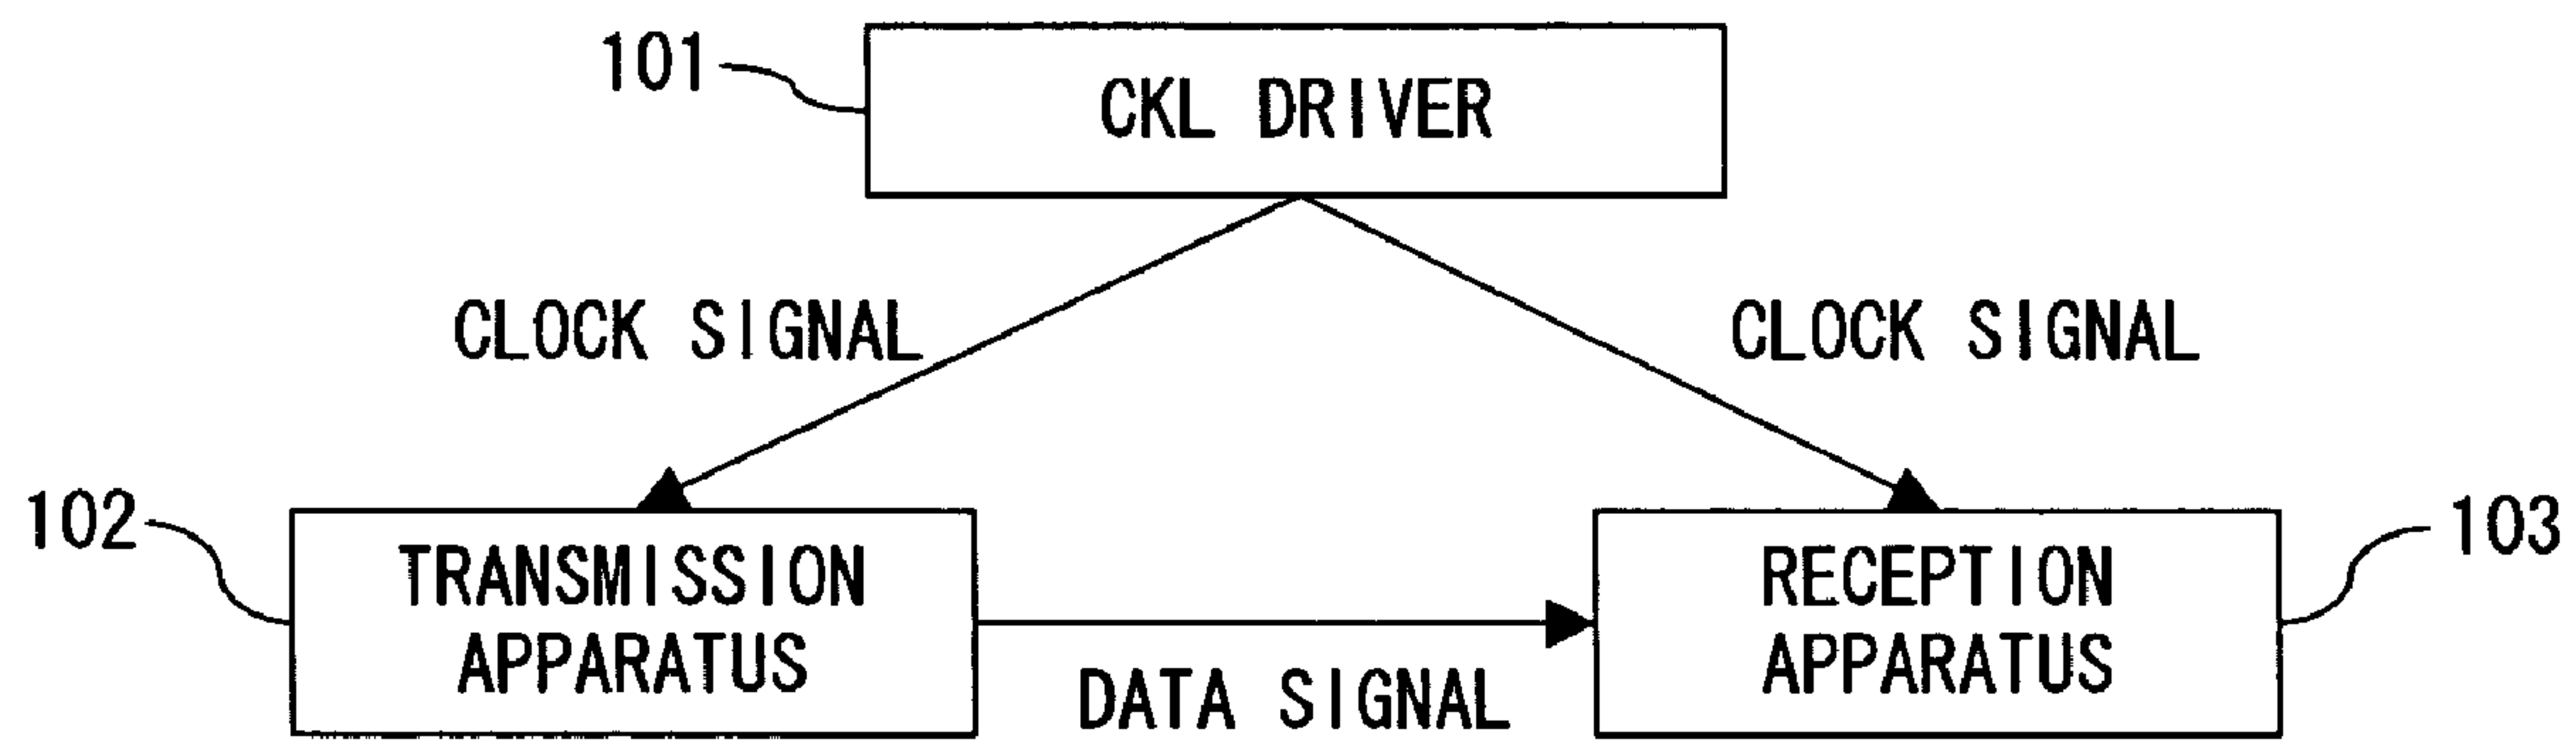 101
CKL DRIVER
CLOCK SIGNAL
CLOCK SIGNAL
102
TRANSMISSION
APPARATUS
RECEPTION
APPARATUS
103
DATA SIGNAL